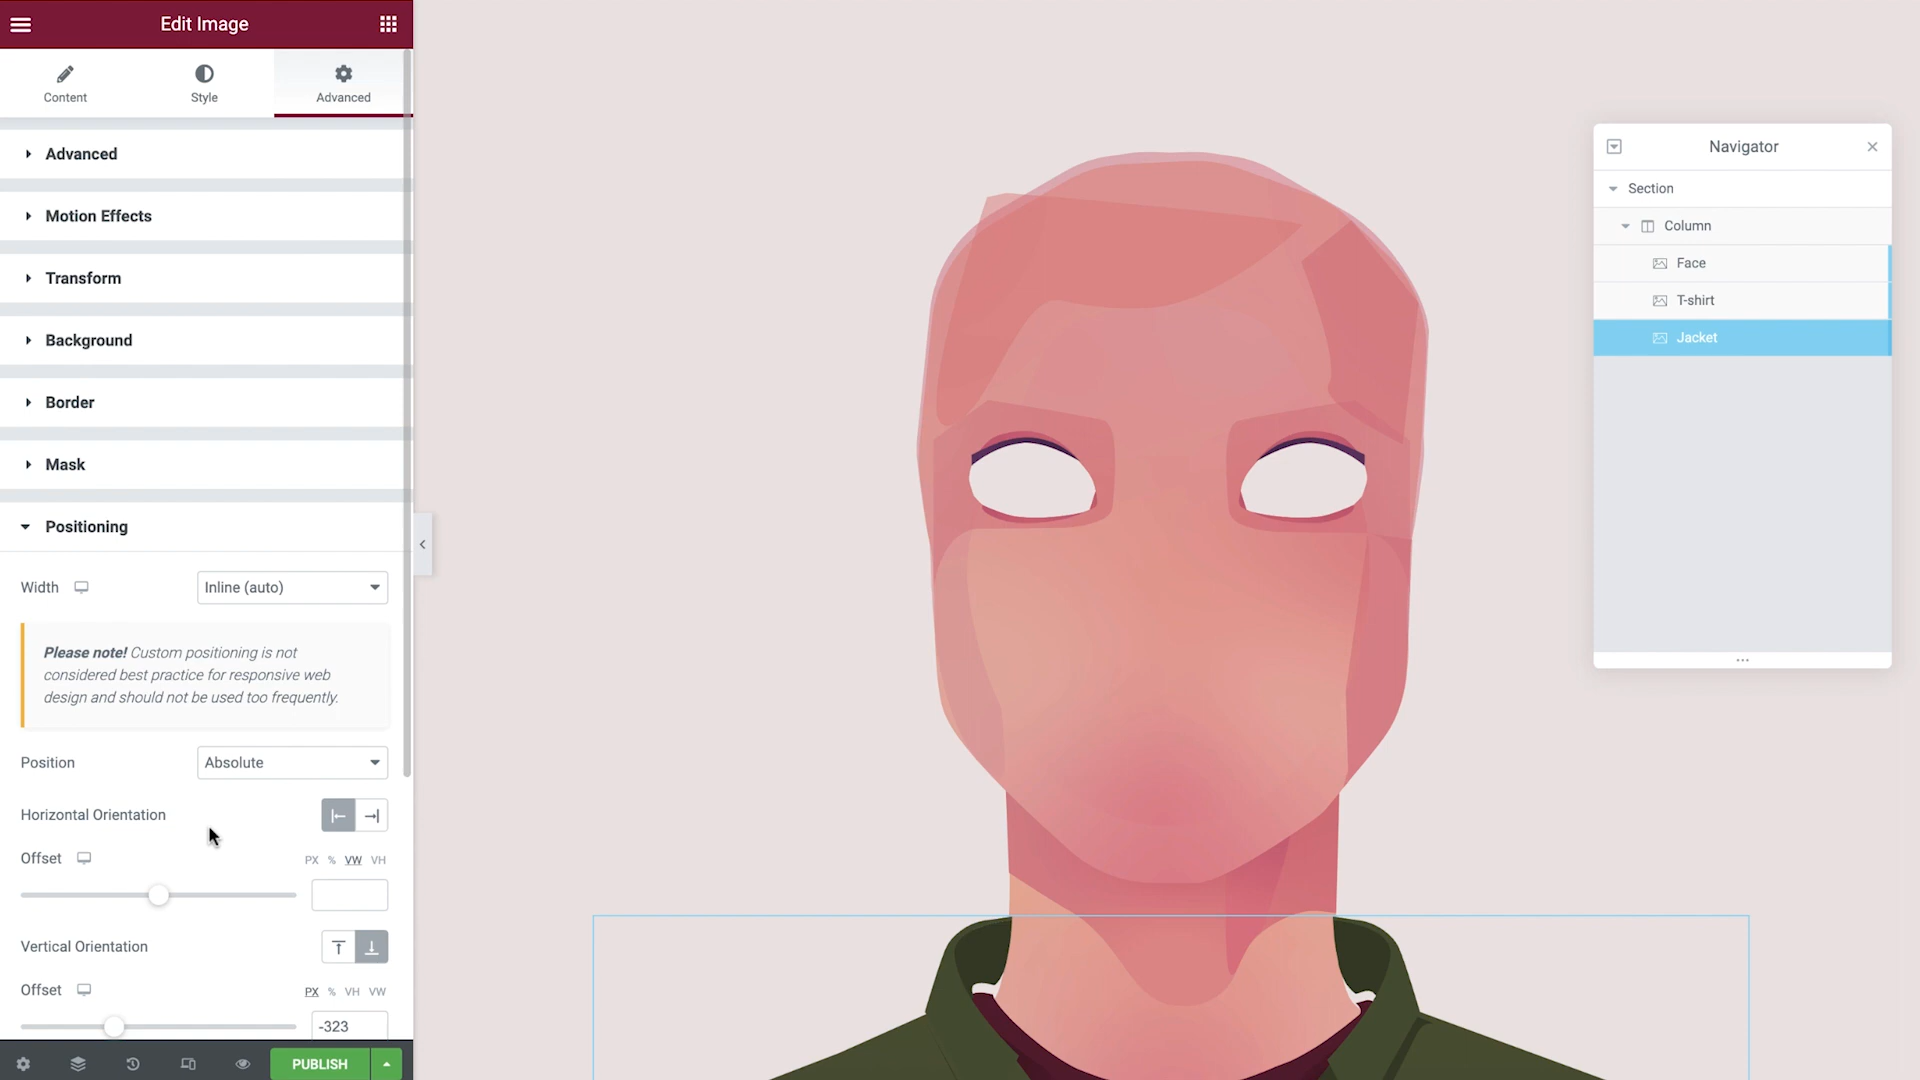 Edit Image
Content
Style
Advanced
Advanced
Motion Effects
Transform
Background
Border
Mask
Positioning
Width
Inline (auto)
Please note! Custom positioning is not
considered best practice for responsive web
design and should not be used too frequently.
Position
Absolute
Horizontal Orientation
Offset
PX % VW VH
Vertical Orientation
Offset
PX % VH VW
-323
PUBLISH
Navigator
Section
Column
Face
T-shirt
Jacket